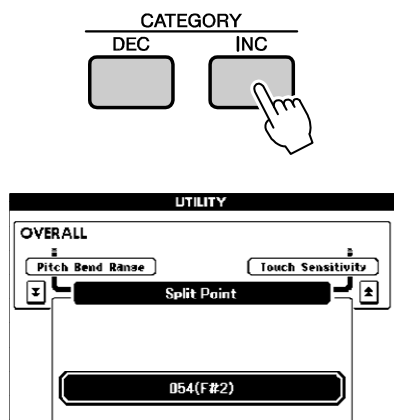 CATEGORY
DEC INC
UTILITY
OVERALL
Pitch Bend Range Touch Sensitivity
Split Point
054(F#2)